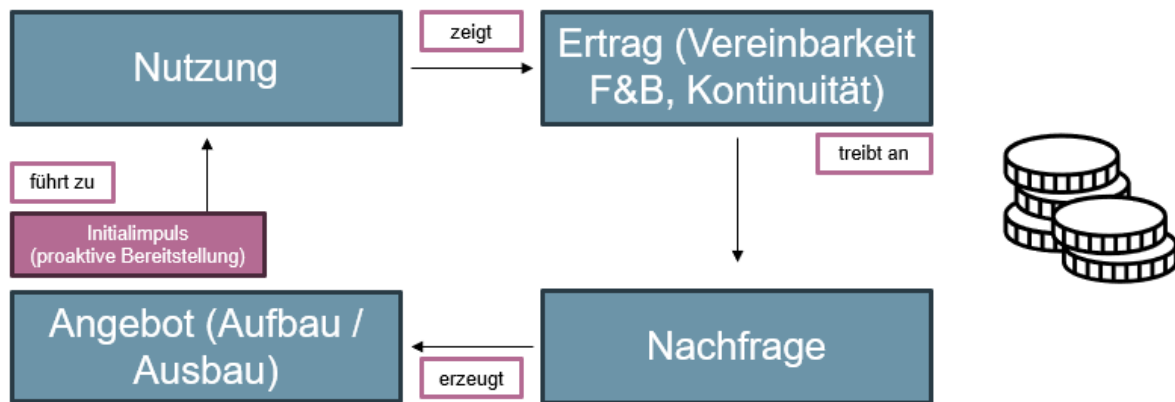 Nutzung
zeigt
Ertrag (Vereinbarkeit
F&B, Kontinuität)
führt zu
treibt an
Initialimpuls
(proaktive Bereitstellung)
Angebot (Aufbau /
Ausbau)
erzeugt
Nachfrage